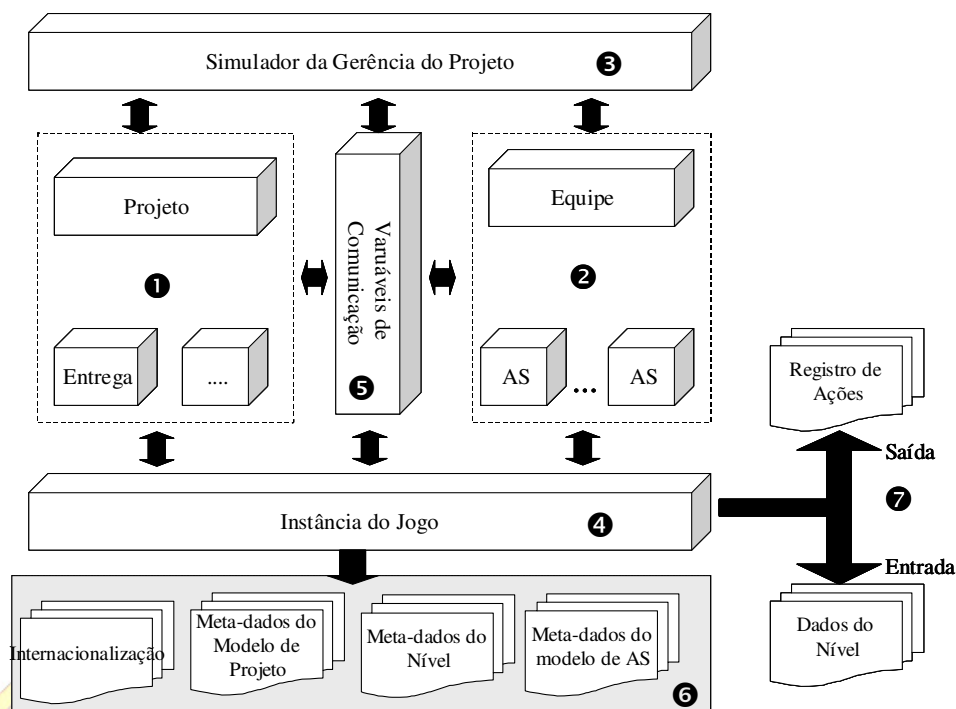 Simulador da Gerência do Projeto ❸
Projeto
❶
Entrega
....
Varuáveis de
Comunicação
❺
Equipe
❷
AS
...
AS
Registro de
Ações
Saída
❼
Entrada
Dados do
Nível
Instância do Jogo ❹
Internacionalização
Meta-dados do
Modelo de
Projeto
Meta-dados do
Nível
Meta-dados do
modelo de AS
❻